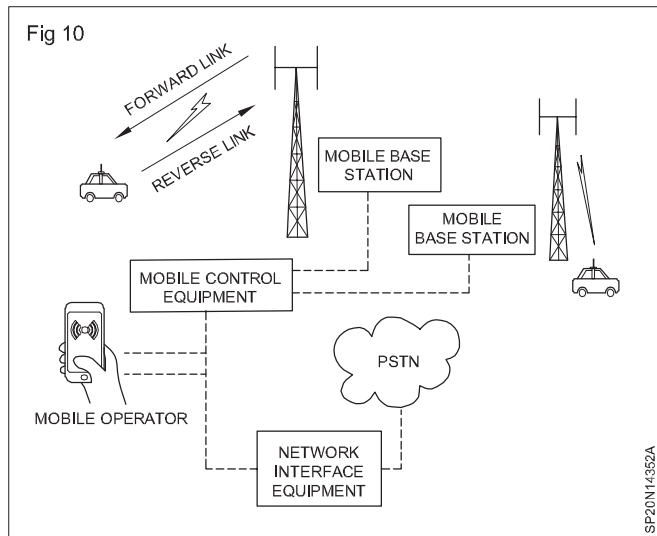 Fig 10
FORWARD LINK
REVERSE LINK
MOBILE BASE
STATION
MOBILE
BASE STATION
MOBILE CONTROL
EQUIPMENT
PSTN
MOBILE OPERATOR
NETWORK
INTERFACE
EQUIPMENT
SP20N14352A